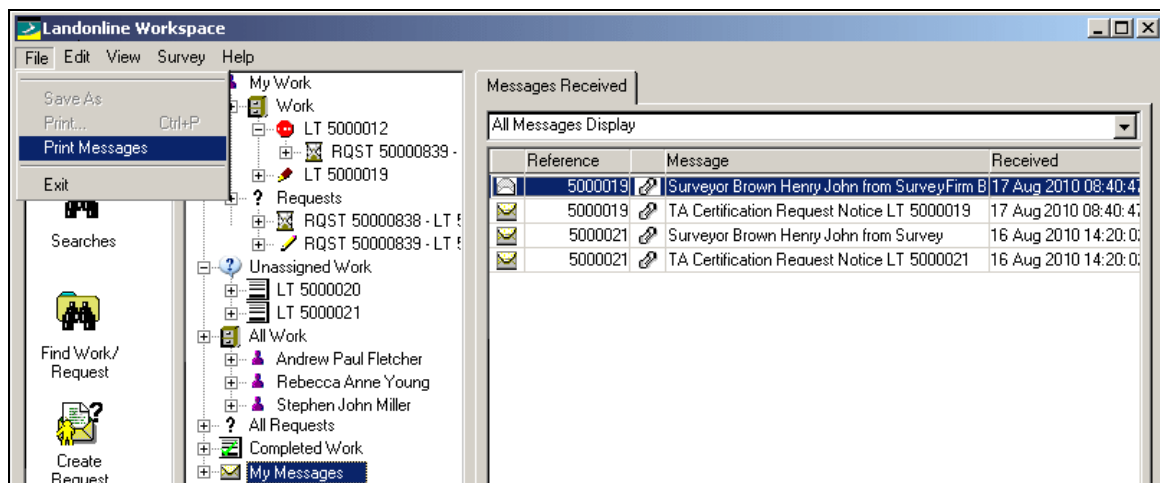 Landonline Workspace
File Edit View Survey Help
Save As
Print... Ctrl+P
Print Messages
Exit
Searches
Find Work/
Request
Create
Request
My Work
Work
LT 5000012
RQST 50000839 -
LT 5000019
? Requests
RQST 50000838 - LT 5
RQST 50000839 - LT 5
Unassigned Work
LT 5000020
LT 5000021
All Work
Andrew Paul Fletcher
Rebecca Anne Young
Stephen John Miller
? All Requests
Completed Work
My Messages
Messages Received
All Messages Display
Reference Message Received
5000019 Surveyor Brown Henry John from SurveyFirm B 17 Aug 2010 08:40:47
5000019 TA Certification Request Notice LT 5000019 17 Aug 2010 08:40:47
5000021 Surveyor Brown Henry John from Survey 16 Aug 2010 14:20:0
5000021 TA Certification Request Notice LT 5000021 16 Aug 2010 14:20:0